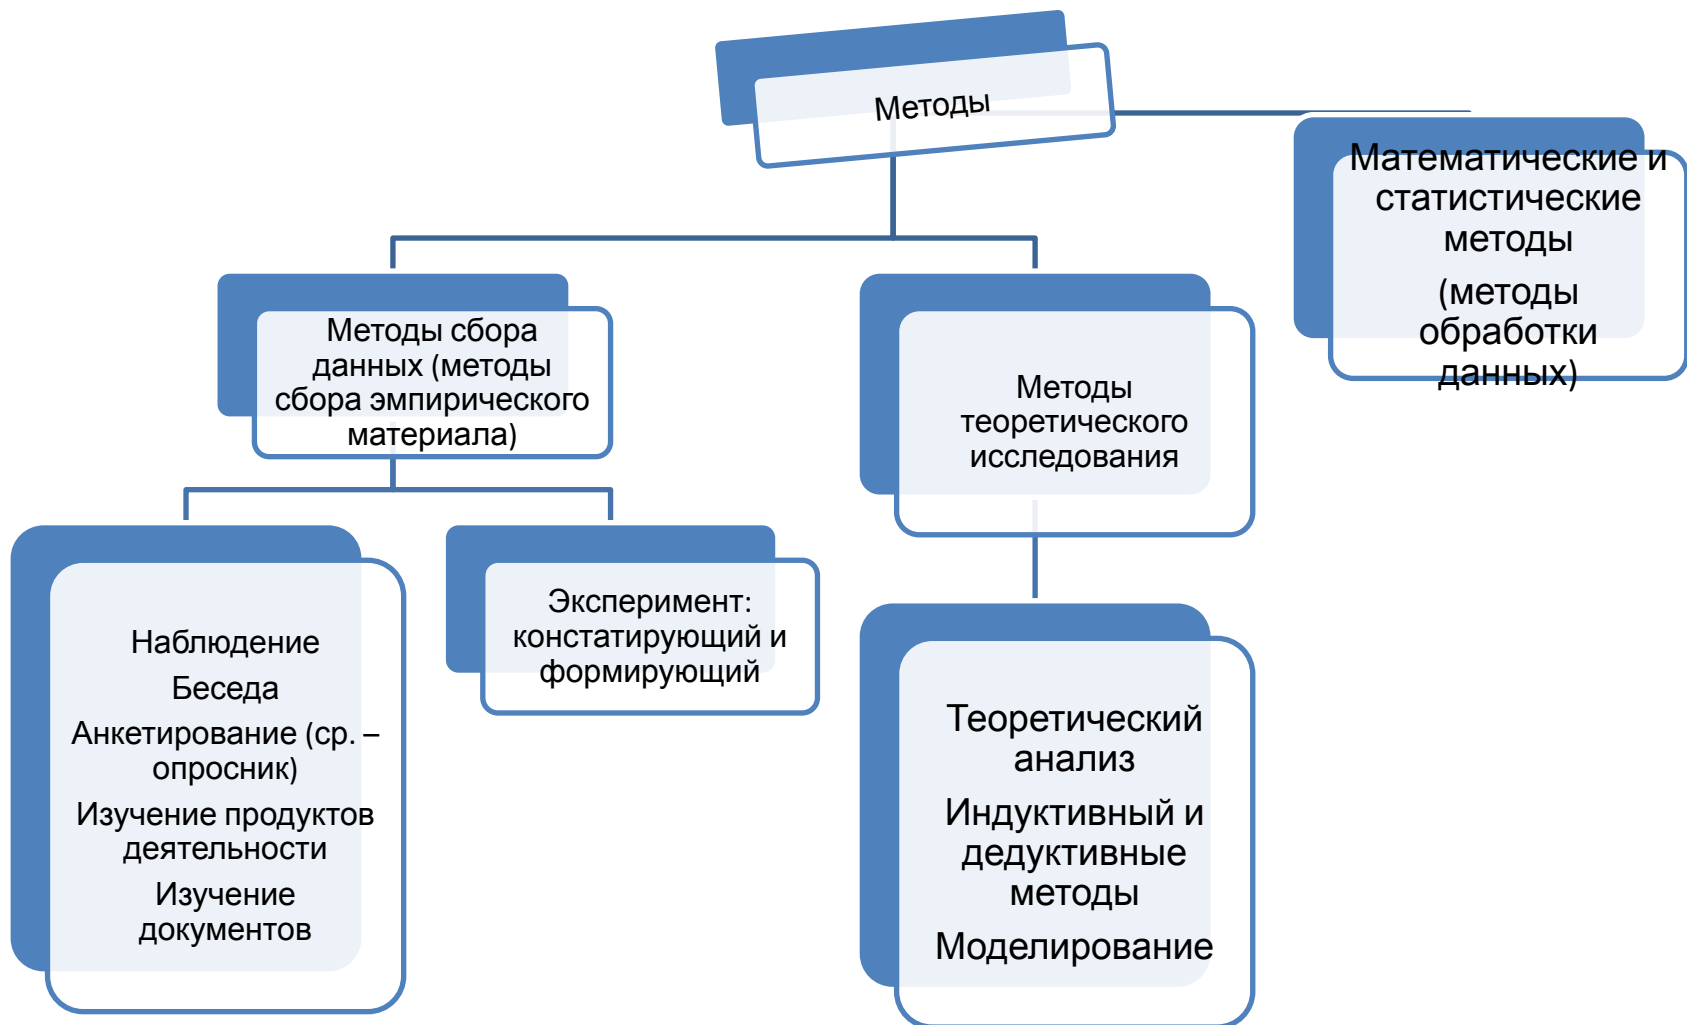 Методы
Математические и
статистические
методы
(методы
обработки
данных)
Методы сбора
данных (методы
сбора эмпирического
материала)
Методы
теоретического
исследования
Наблюдение
Беседа
Анкетирование (ср. –
опросник)
Изучение продуктов
деятельности
Изучение
документов
Эксперимент:
констатирующий и
формирующий
Теоретический
анализ
Индуктивный и
дедуктивные
методы
Моделирование